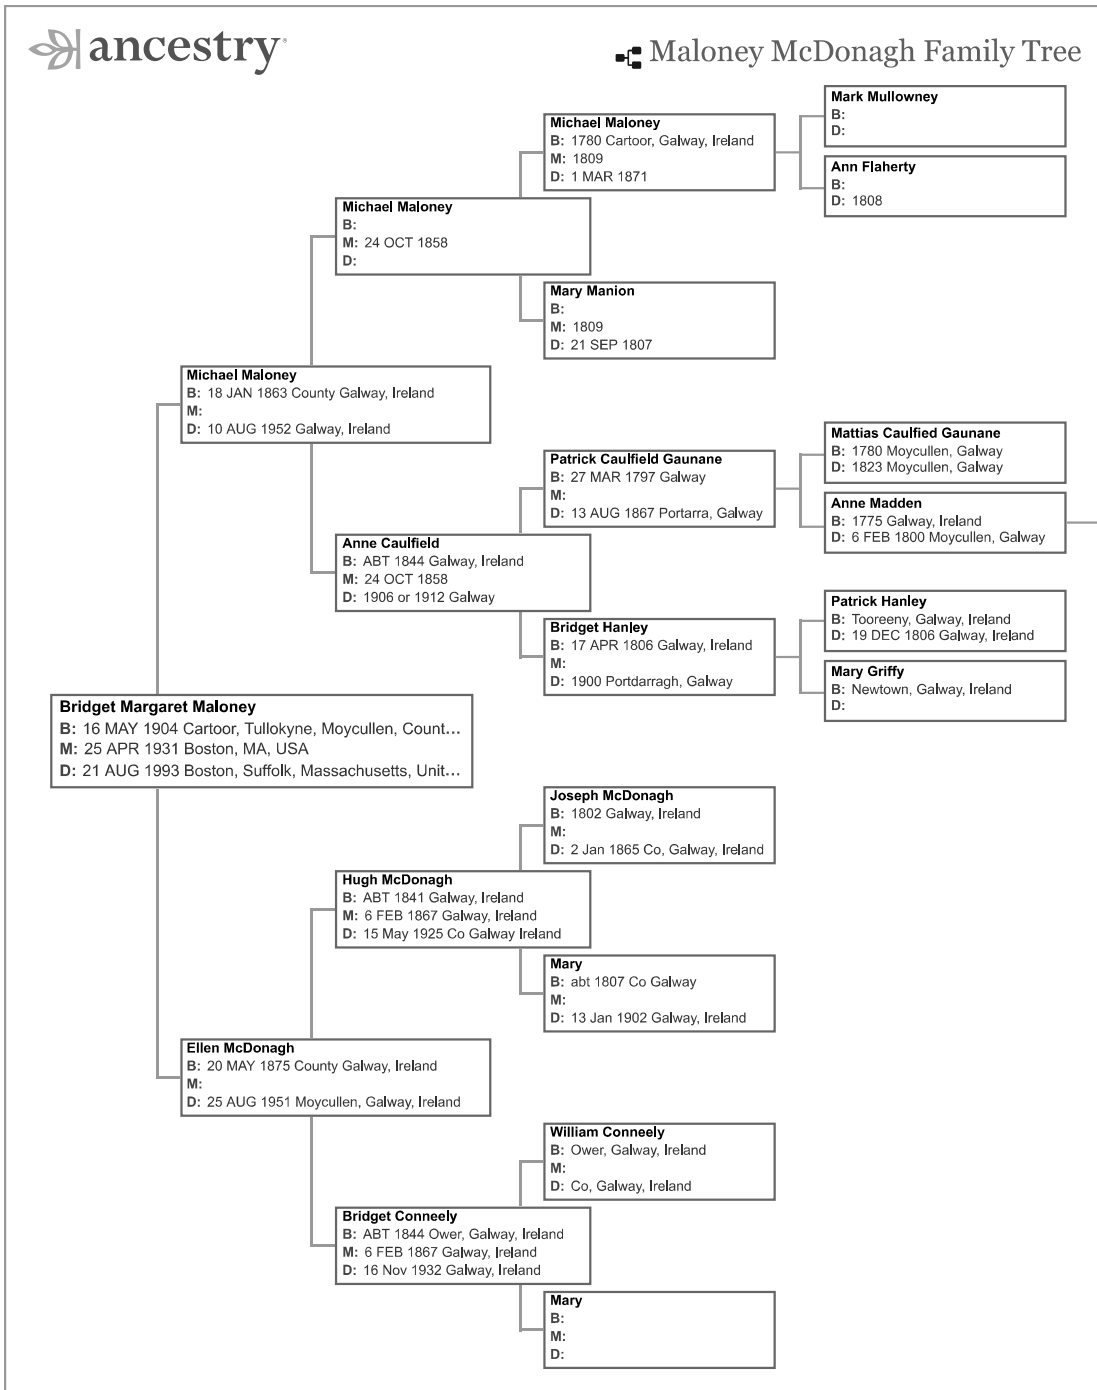 ancestry
Maloney McDonagh Family Tree
Mark Mullowney
B:
D:
Michael Maloney
B: 1780 Cartoor, Galway, Ireland
M: 1809
D: 1 MAR 1871
Ann Flaherty
B:
D: 1808
Michael Maloney
B:
M: 24 OCT 1858
D:
Mary Manion
B:
M: 1809
D: 21 SEP 1807
Michael Maloney
B: 18 JAN 1863 County Galway, Ireland
M:
D: 10 AUG 1952 Galway, Ireland
Mattias Caulfied Gaunane
B: 1780 Moycullen, Galway
D: 1823 Moycullen, Galway
Patrick Caulfield Gaunane
B: 27 MAR 1797 Galway
M:
D: 13 AUG 1867 Portarra, Galway
Anne Madden
B: 1775 Galway, Ireland
D: 6 FEB 1800 Moycullen, Galway
Anne Caulfield
B: ABT 1844 Galway, Ireland
M: 24 OCT 1858
D: 1906 or 1912 Galway
Patrick Hanley
B: Tooreeny, Galway, Ireland
D: 19 DEC 1806 Galway, Ireland
Bridget Hanley
B: 17 APR 1806 Galway, Ireland
M:
D: 1900 Portdarragh, Galway
Mary Griffy
B: Newtown, Galway, Ireland
D:
Bridget Margaret Maloney
B: 16 MAY 1904 Cartoor, Tullokyne, Moycullen, Count...
M: 25 APR 1931 Boston, MA, USA
D: 21 AUG 1993 Boston, Suffolk, Massachusetts, Unit...
Joseph McDonagh
B: 1802 Galway, Ireland
M:
D: 2 Jan 1865 Co, Galway, Ireland
Hugh McDonagh
B: ABT 1841 Galway, Ireland
M: 6 FEB 1867 Galway, Ireland
D: 15 May 1925 Co Galway Ireland
Mary
B: abt 1807 Co Galway
M:
D: 13 Jan 1902 Galway, Ireland
Ellen McDonagh
B: 20 MAY 1875 County Galway, Ireland
M:
D: 25 AUG 1951 Moycullen, Galway, Ireland
William Conneely
B: Ower, Galway, Ireland
M:
D: Co, Galway, Ireland
Bridget Conneely
B: ABT 1844 Ower, Galway, Ireland
M: 6 FEB 1867 Galway, Ireland
D: 16 Nov 1932 Galway, Ireland
Mary
B:
M:
D: